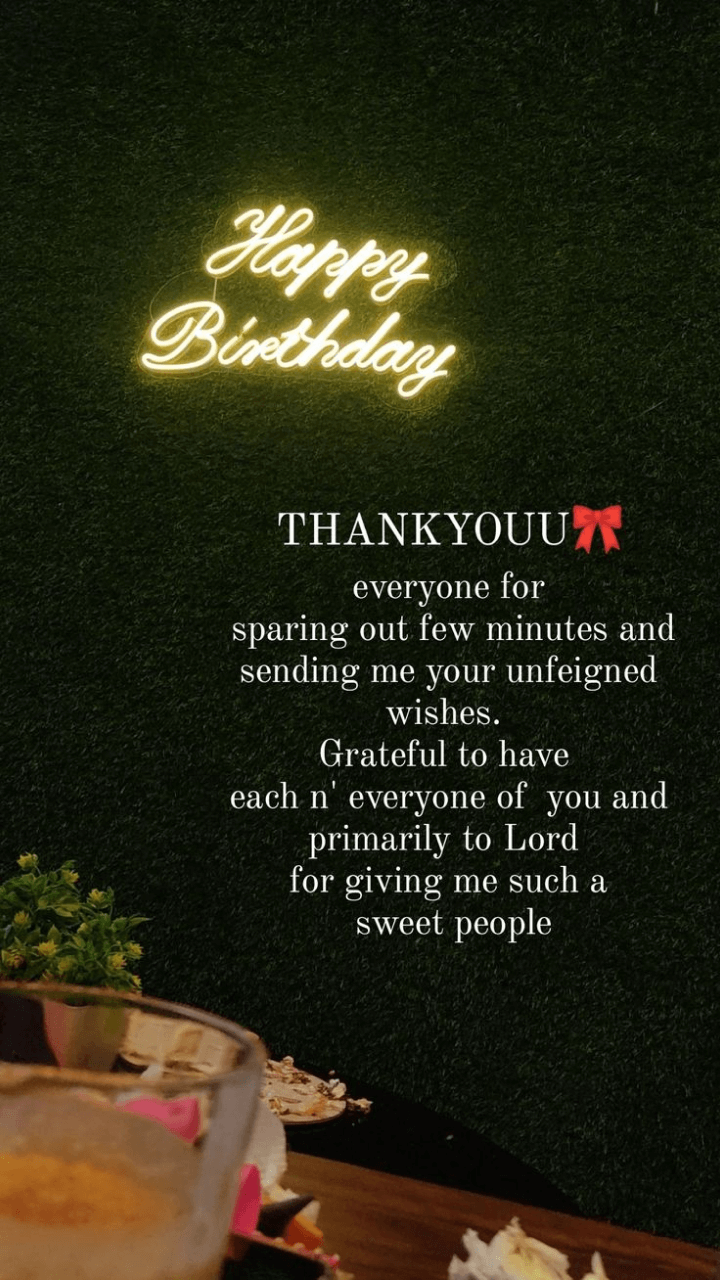 Happy
Birthday
THANKYOUU🎀
everyone for
sparing out few minutes and
sending me your unfeigned
wishes.
Grateful to have
each n' everyone of  you and
primarily to Lord
for giving me such a
sweet people